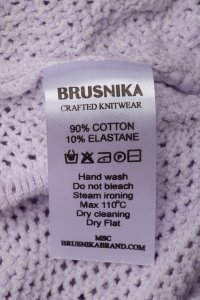 BRUSNIKA
CRAFTED KNITWEAR
90% COTTON
10% ELASTANE
Hand wash
Do not bleach
Steam ironing
Max 110°C
Dry cleaning
Dry Flat
MSC
BRUSNIKABRAND.COM